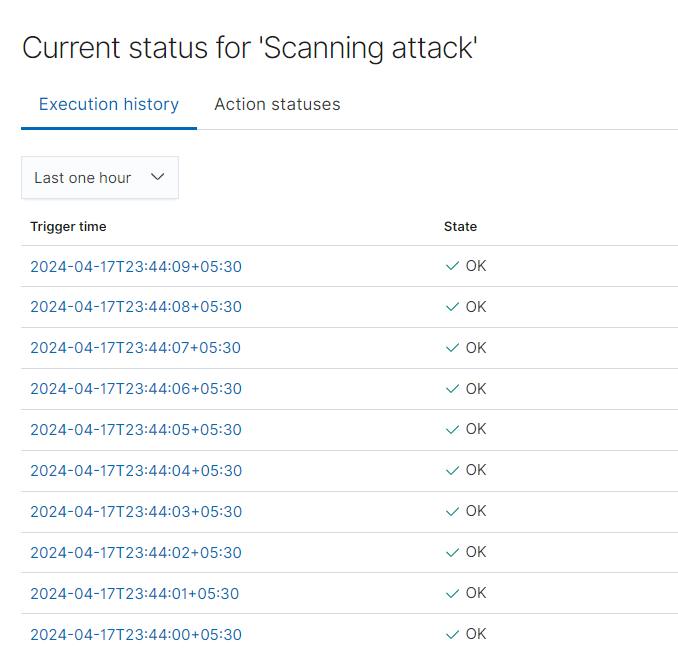 Current status for 'Scanning attack'
Execution history Action statuses
Last one hour
Trigger time State
2024-04-17T23:44:09+05:30 OK
2024-04-17T23:44:08+05:30 OK
2024-04-17T23:44:07+05:30 OK
2024-04-17T23:44:06+05:30 OK
2024-04-17T23:44:05+05:30 OK
2024-04-17T23:44:04+05:30 OK
2024-04-17T23:44:03+05:30 OK
2024-04-17T23:44:02+05:30 OK
2024-04-17T23:44:01+05:30 OK
2024-04-17T23:44:00+05:30 OK